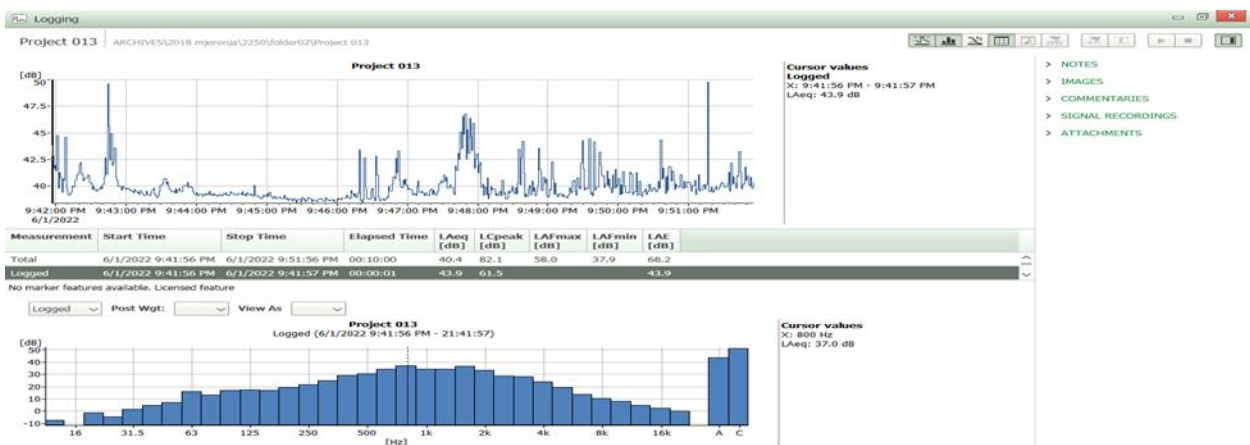 Logging
Project 013 ARCHIVES\2018 mjerenja\2250\folder02\Project 013
Project 013
[dB]
50
47.5
45
42.5
40
9:42:00 PM 9:43:00 PM 9:44:00 PM 9:45:00 PM 9:46:00 PM 9:47:00 PM 9:48:00 PM 9:49:00 PM 9:50:00 PM 9:51:00 PM
6/1/2022
Cursor values
Logged
X: 9:41:56 PM - 9:41:57 PM
LAeq: 43.9 dB
> NOTES
> IMAGES
> COMMENTARIES
> SIGNAL RECORDINGS
> ATTACHMENTS
Measurement Start Time Stop Time Elapsed Time LAeq [dB] LCpeak [dB] LAFmax [dB] LAFmin [dB] LAE [dB]
Total 6/1/2022 9:41:56 PM 6/1/2022 9:51:56 PM 00:10:00 40.4 82.1 58.0 37.9 68.2
Logged 6/1/2022 9:41:56 PM 6/1/2022 9:41:57 PM 00:00:01 43.9 61.5 43.9
No marker features available. Licensed feature
Logged Post Wgt: View As
Project 013
Logged (6/1/2022 9:41:56 PM - 21:41:57)
[dB]
50
40
30
20
10
0
-10
16 31.5 63 125 250 500 1k 2k 4k 8k 16k A C
[Hz]
Cursor values
X: 800 Hz
LAeq: 37.0 dB